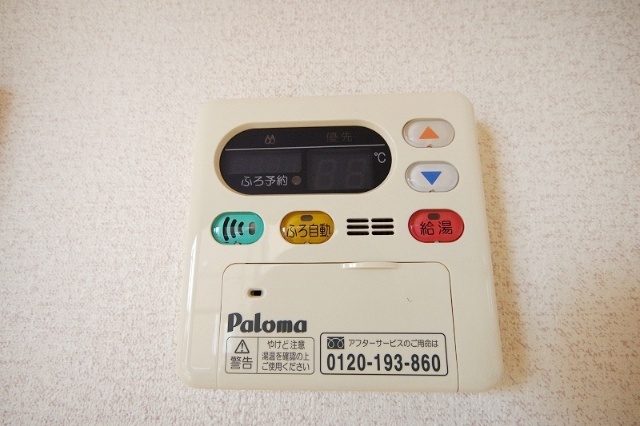 優先
℃
ふろ予約
ふろ自動
給湯
Paloma
警告
やけど注意
湯温を確認の上
ご使用ください
アフターサービスのご用命は
0120-193-860